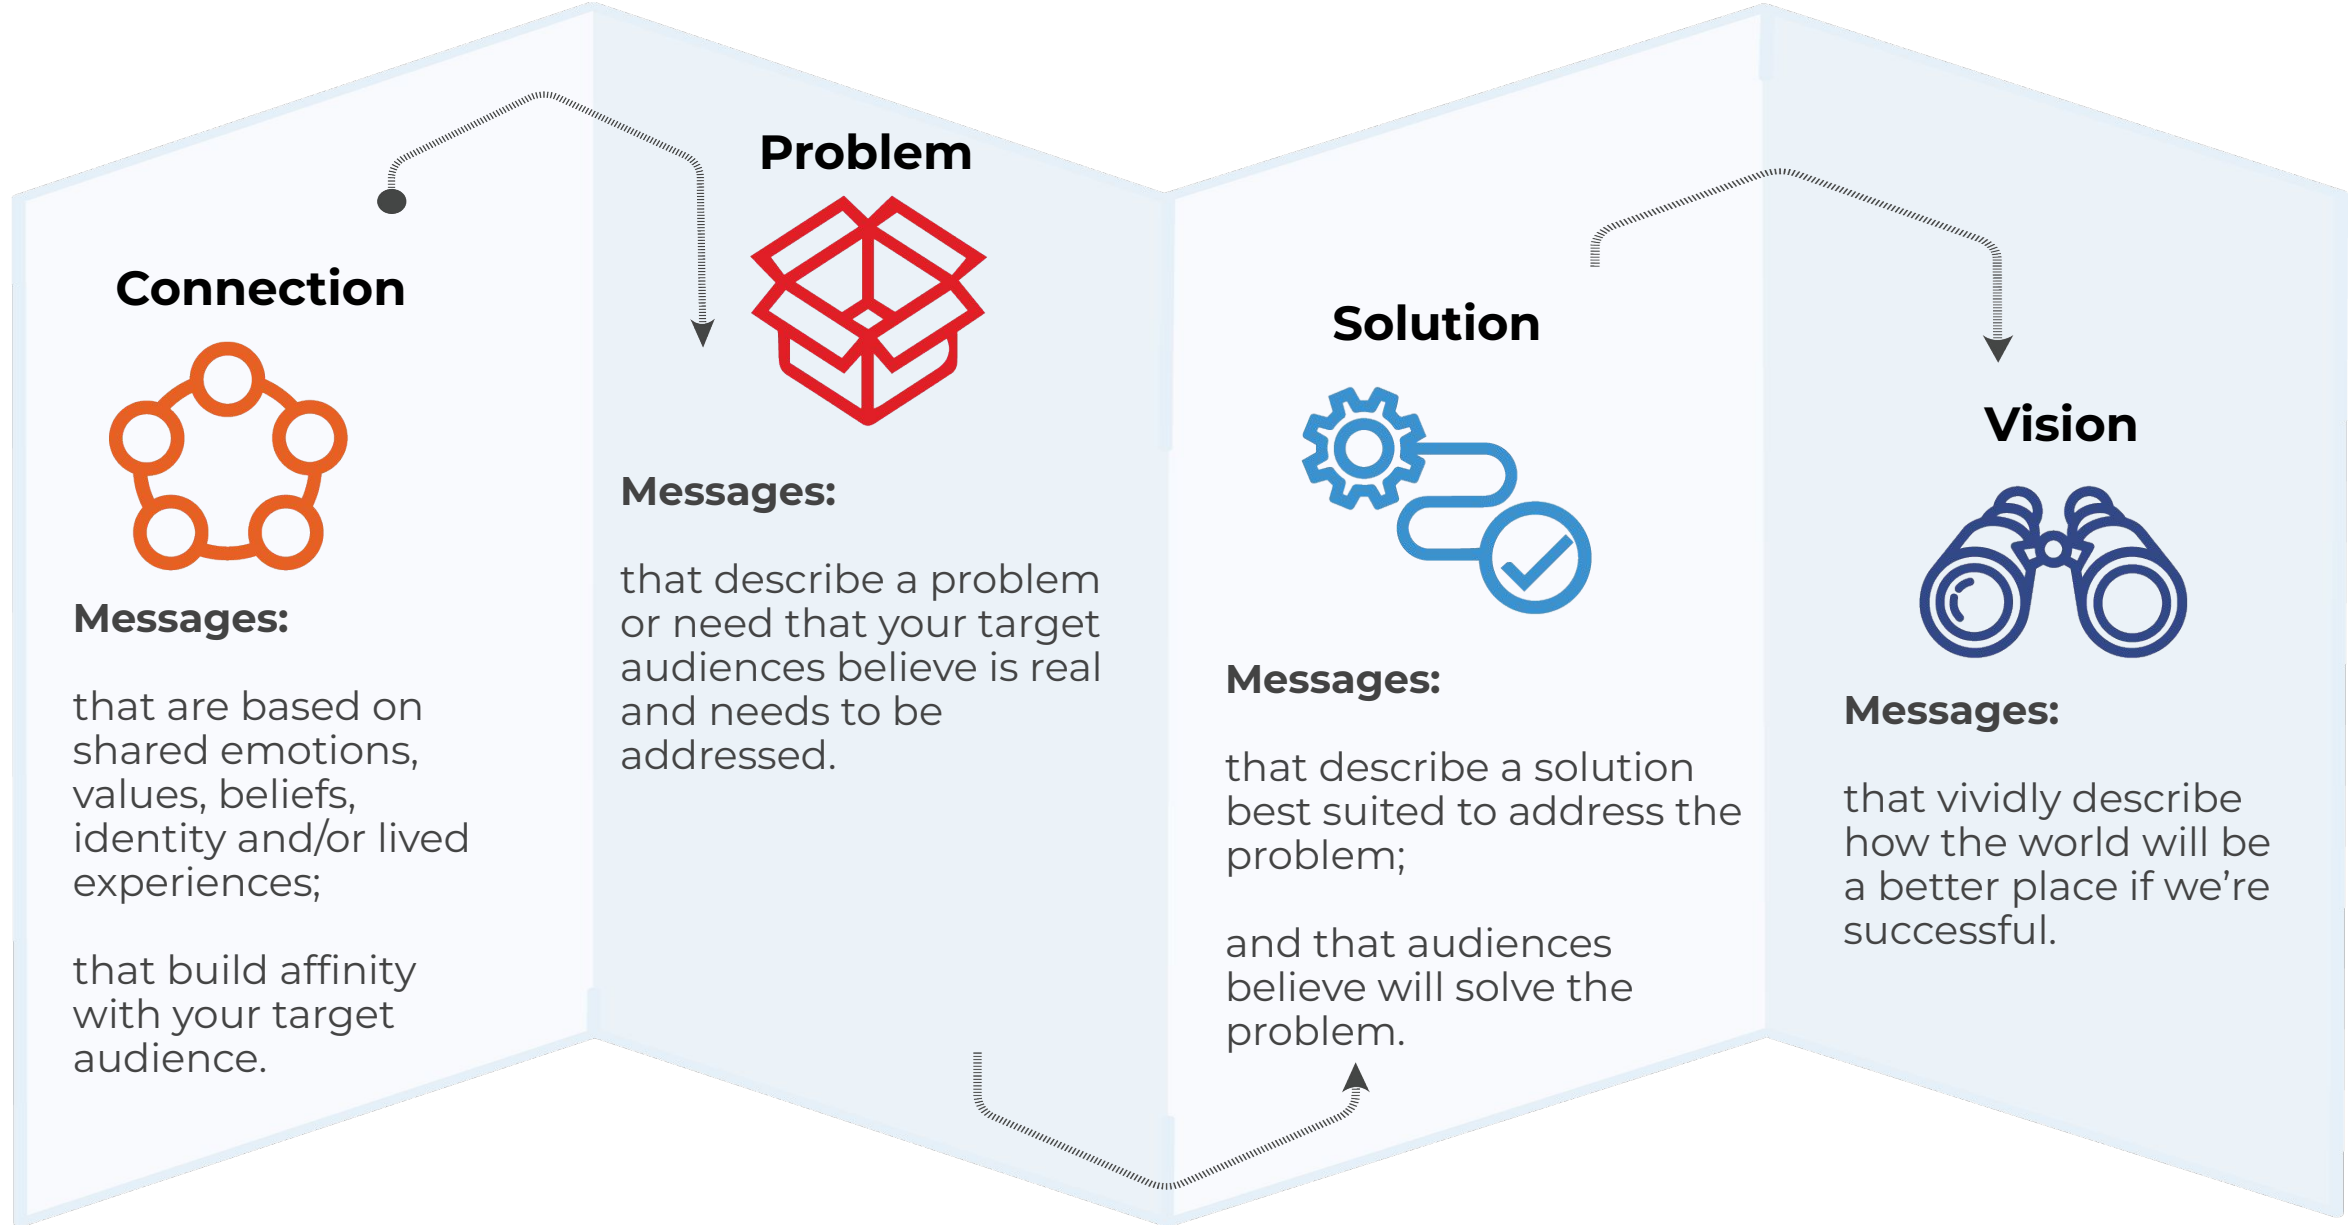 Connection
Messages:
that are based on
shared emotions,
values, beliefs,
identity and/or lived
experiences;
that build affinity
with your target
audience.
Problem
Messages:
that describe a problem
or need that your target
audiences believe is real
and needs to be
addressed.
Solution
Messages:
that describe a solution
best suited to address the
problem;
and that audiences
believe will solve the
problem.
Vision
Messages:
that vividly describe
how the world will be
a better place if we’re
successful.